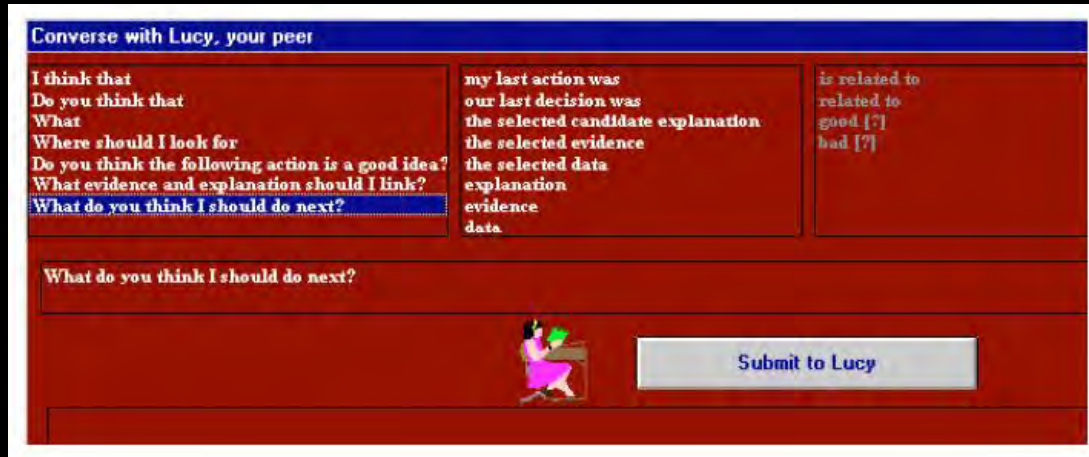 Converse with Lucy, your peer
I think that
Do you think that
What
Where should I look for
Do you think the following action is a good idea?
What evidence and explanation should I link?
What do you think I should do next?
my last action was
our last decision was
the selected candidate explanation
the selected evidence
the selected data
explanation
evidence
data
is related to
related to
good [?]
bad [?]
What do you think I should do next?
Submit to Lucy